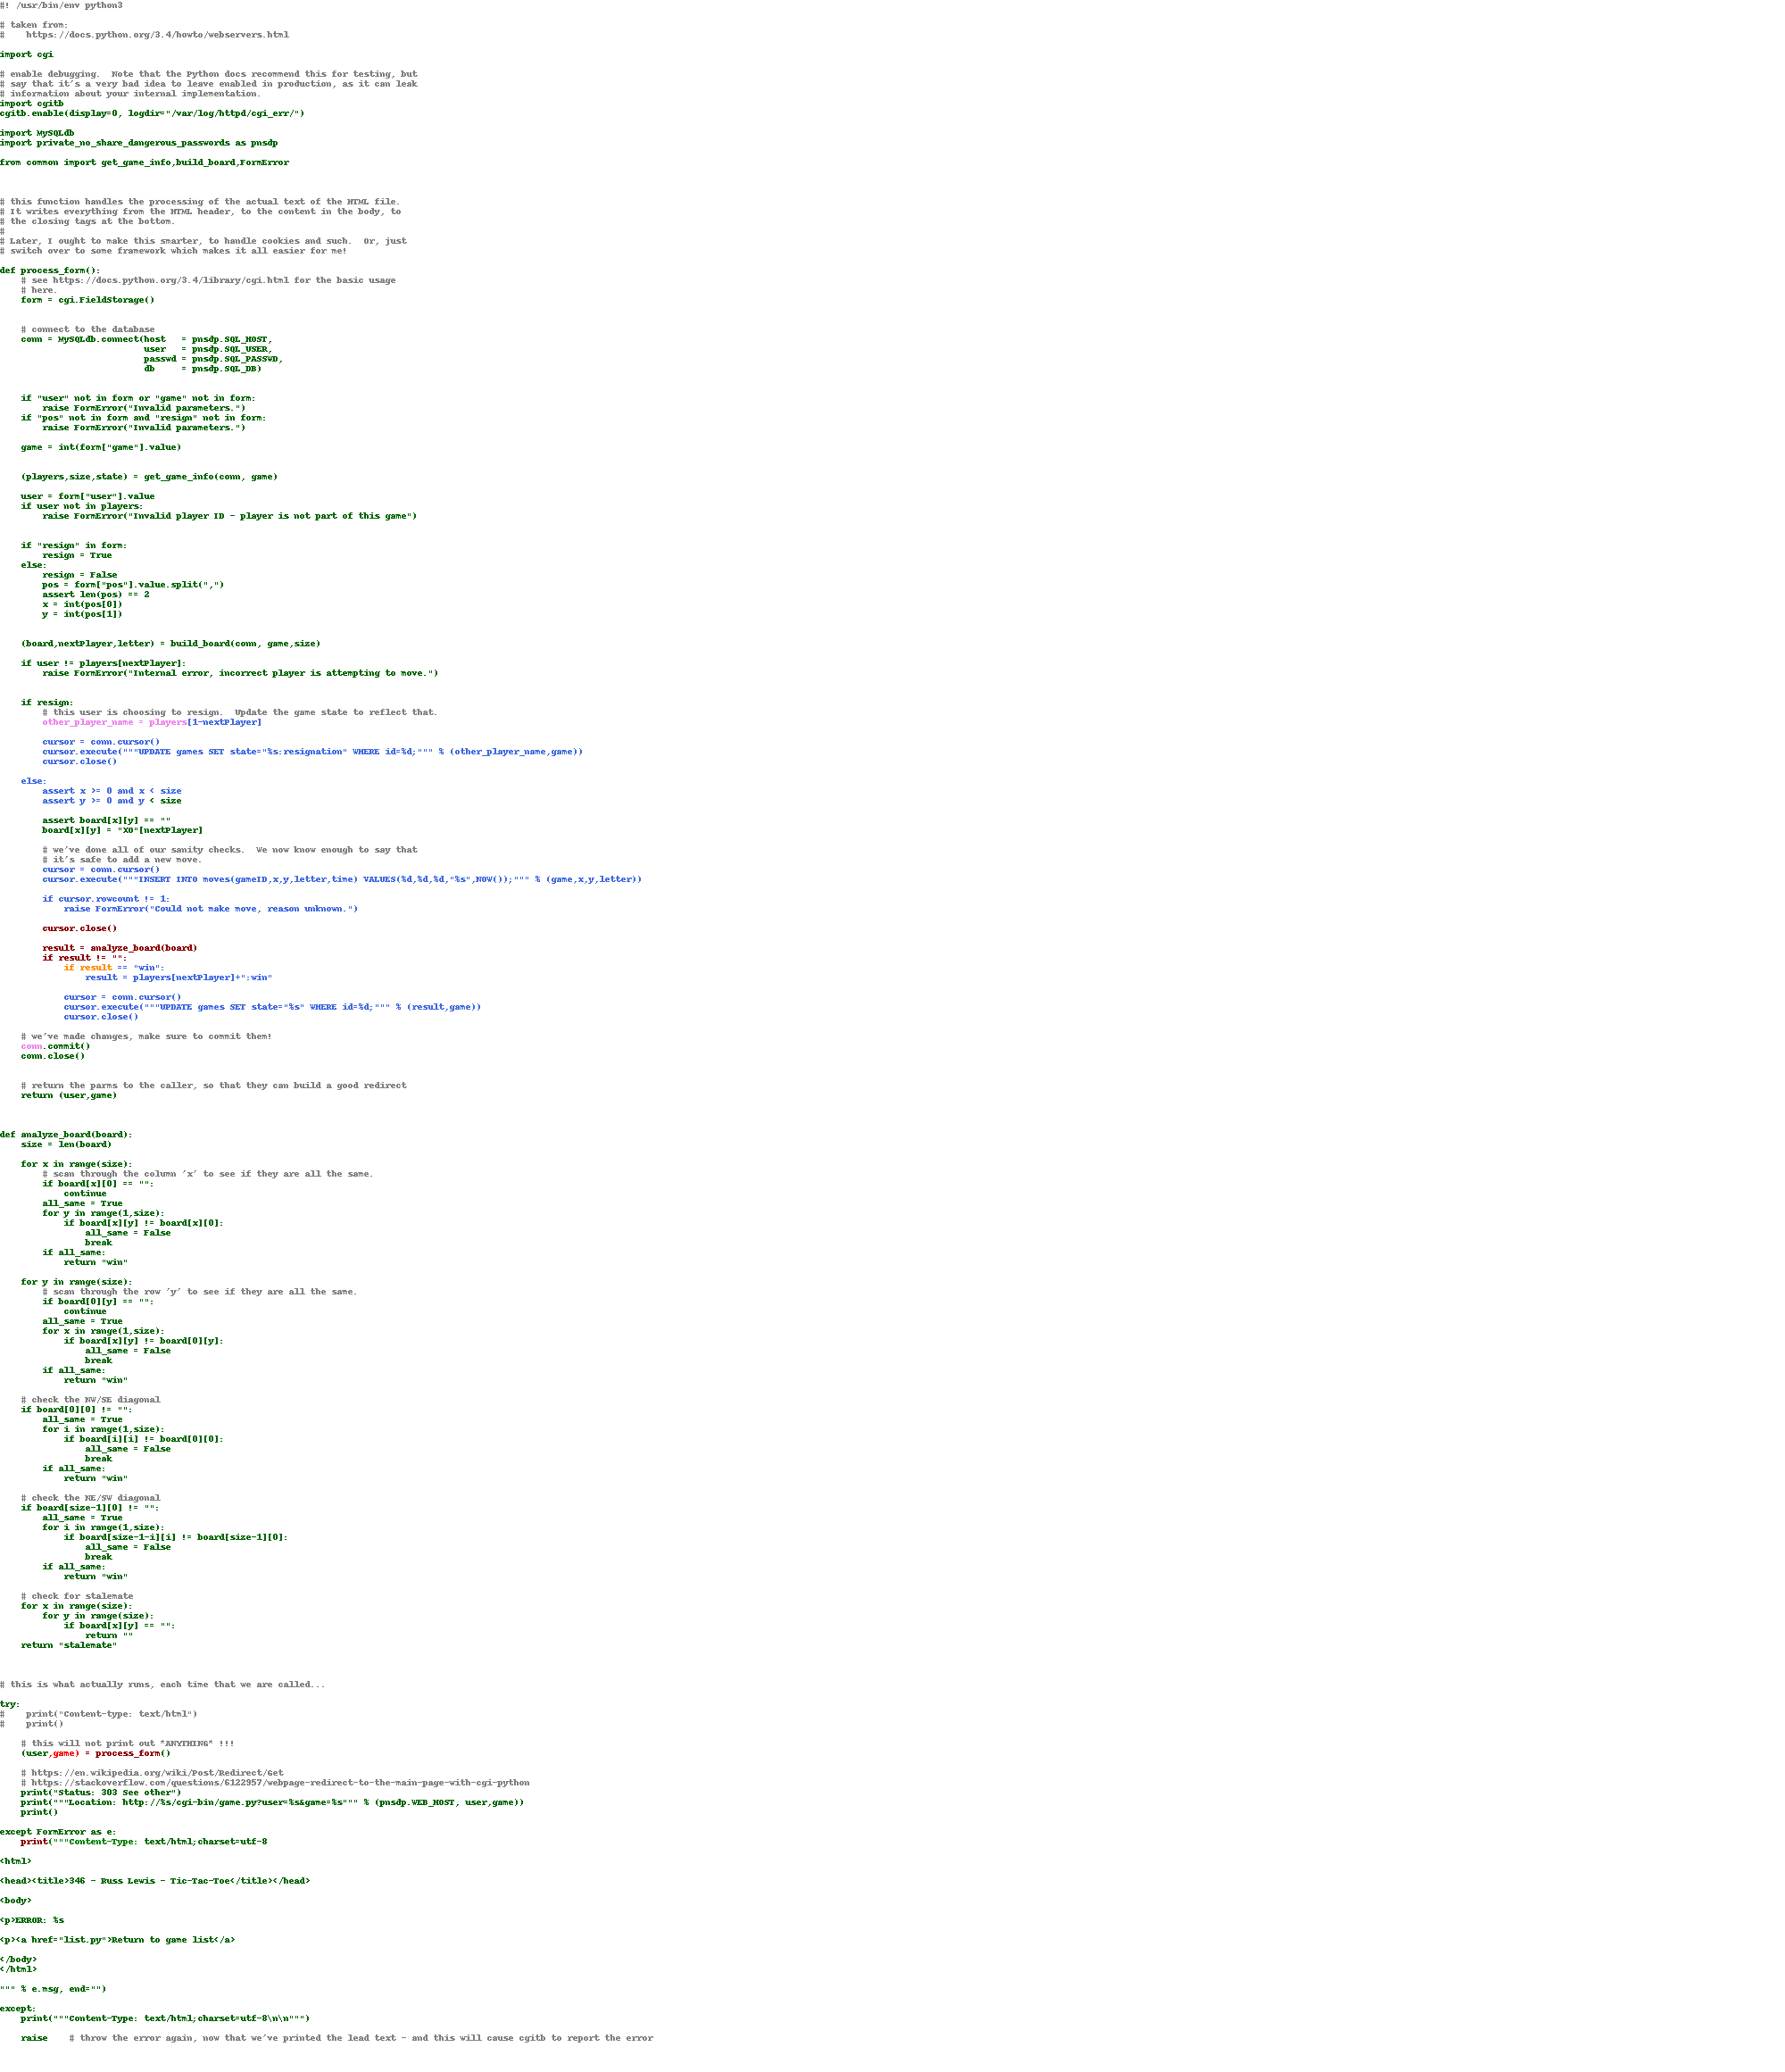 #! /usr/bin/env python3
# taken from:
#    https://docs.python.org/3.4/howto/webservers.html
import cgi
# enable debugging.  Note that the Python docs recommend this for testing, but
# say that it's a very bad idea to leave enabled in production, as it can leak
# information about your internal implementation.
import cgitb
cgitb.enable(display=0, logdir="/var/log/httpd/cgi_err/")
import MySQLdb
import private_no_share_dangerous_passwords as pnsdp
from common import get_game_info,build_board,FormError
# this function handles the processing of the actual text of the HTML file.
# It writes everything from the HTML header, to the content in the body, to
# the closing tags at the bottom.
#
# Later, I ought to make this smarter, to handle cookies and such.  Or, just
# switch over to some framework which makes it all easier for me!
def process_form():
    # see https://docs.python.org/3.4/library/cgi.html for the basic usage
    # here.
    form = cgi.FieldStorage()
    # connect to the database
    conn = MySQLdb.connect(host   = pnsdp.SQL_HOST,
                           user   = pnsdp.SQL_USER,
                           passwd = pnsdp.SQL_PASSWD,
                           db     = pnsdp.SQL_DB)
    if "user" not in form or "game" not in form:
        raise FormError("Invalid parameters.")
    if "pos" not in form and "resign" not in form:
        raise FormError("Invalid parameters.")
    game = int(form["game"].value)
    (players,size,state) = get_game_info(conn, game)
    user = form["user"].value
    if user not in players:
        raise FormError("Invalid player ID - player is not part of this game")
    if "resign" in form:
        resign = True
    else:
        resign = False
        pos = form["pos"].value.split(",")
        assert len(pos) == 2
        x = int(pos[0])
        y = int(pos[1])
    (board,nextPlayer,letter) = build_board(conn, game,size)
    if user != players[nextPlayer]:
        raise FormError("Internal error, incorrect player is attempting to move.")
    if resign:
        # this user is choosing to resign.  Update the game state to reflect that.
        other_player_name = players[1-nextPlayer]
        cursor = conn.cursor()
        cursor.execute("""UPDATE games SET state="%s:resignation" WHERE id=%d;""" % (other_player_name,game))
        cursor.close()
    else:
        assert x >= 0 and x < size
        assert y >= 0 and y < size
        assert board[x][y] == ""
        board[x][y] = "XO"[nextPlayer]
        # we've done all of our sanity checks.  We now know enough to say that
        # it's safe to add a new move.
        cursor = conn.cursor()
        cursor.execute("""INSERT INTO moves(gameID,x,y,letter,time) VALUES(%d,%d,%d,"%s",NOW());""" % (game,x,y,letter))
        if cursor.rowcount != 1:
            raise FormError("Could not make move, reason unknown.")
        cursor.close()
        result = analyze_board(board)
        if result != "":
            if result == "win":
                result = players[nextPlayer]+":win"
            cursor = conn.cursor()
            cursor.execute("""UPDATE games SET state="%s" WHERE id=%d;""" % (result,game))
            cursor.close()
    # we've made changes, make sure to commit them!
    conn.commit()
    conn.close()
    # return the parms to the caller, so that they can build a good redirect
    return (user,game)
def analyze_board(board):
    size = len(board)
    for x in range(size):
        # scan through the column 'x' to see if they are all the same.
        if board[x][0] == "":
            continue
        all_same = True
        for y in range(1,size):
            if board[x][y] != board[x][0]:
                all_same = False
                break
        if all_same:
            return "win"
    for y in range(size):
        # scan through the row 'y' to see if they are all the same.
        if board[0][y] == "":
            continue
        all_same = True
        for x in range(1,size):
            if board[x][y] != board[0][y]:
                all_same = False
                break
        if all_same:
            return "win"
    # check the NW/SE diagonal
    if board[0][0] != "":
        all_same = True
        for i in range(1,size):
            if board[i][i] != board[0][0]:
                all_same = False
                break
        if all_same:
            return "win"
    # check the NE/SW diagonal
    if board[size-1][0] != "":
        all_same = True
        for i in range(1,size):
            if board[size-1-i][i] != board[size-1][0]:
                all_same = False
                break
        if all_same:
            return "win"
    # check for stalemate
    for x in range(size):
        for y in range(size):
            if board[x][y] == "":
                return ""
    return "stalemate"
# this is what actually runs, each time that we are called...
try:
#    print("Content-type: text/html")
#    print()
    # this will not print out *ANYTHING* !!!
    (user,game) = process_form()
    # https://en.wikipedia.org/wiki/Post/Redirect/Get
    # https://stackoverflow.com/questions/6122957/webpage-redirect-to-the-main-page-with-cgi-python
    print("Status: 303 See other")
    print("""Location: http://%s/cgi-bin/game.py?user=%s&game=%s""" % (pnsdp.WEB_HOST, user,game))
    print()
except FormError as e:
    print("""Content-Type: text/html;charset=utf-8
<html>
<head><title>346 - Russ Lewis - Tic-Tac-Toe</title></head>
<body>
<p>ERROR: %s
<p><a href="list.py">Return to game list</a>
</body>
</html>
""" % e.msg, end="")
except:
    print("""Content-Type: text/html;charset=utf-8\n\n""")
    raise    # throw the error again, now that we've printed the lead text - and this will cause cgitb to report the error